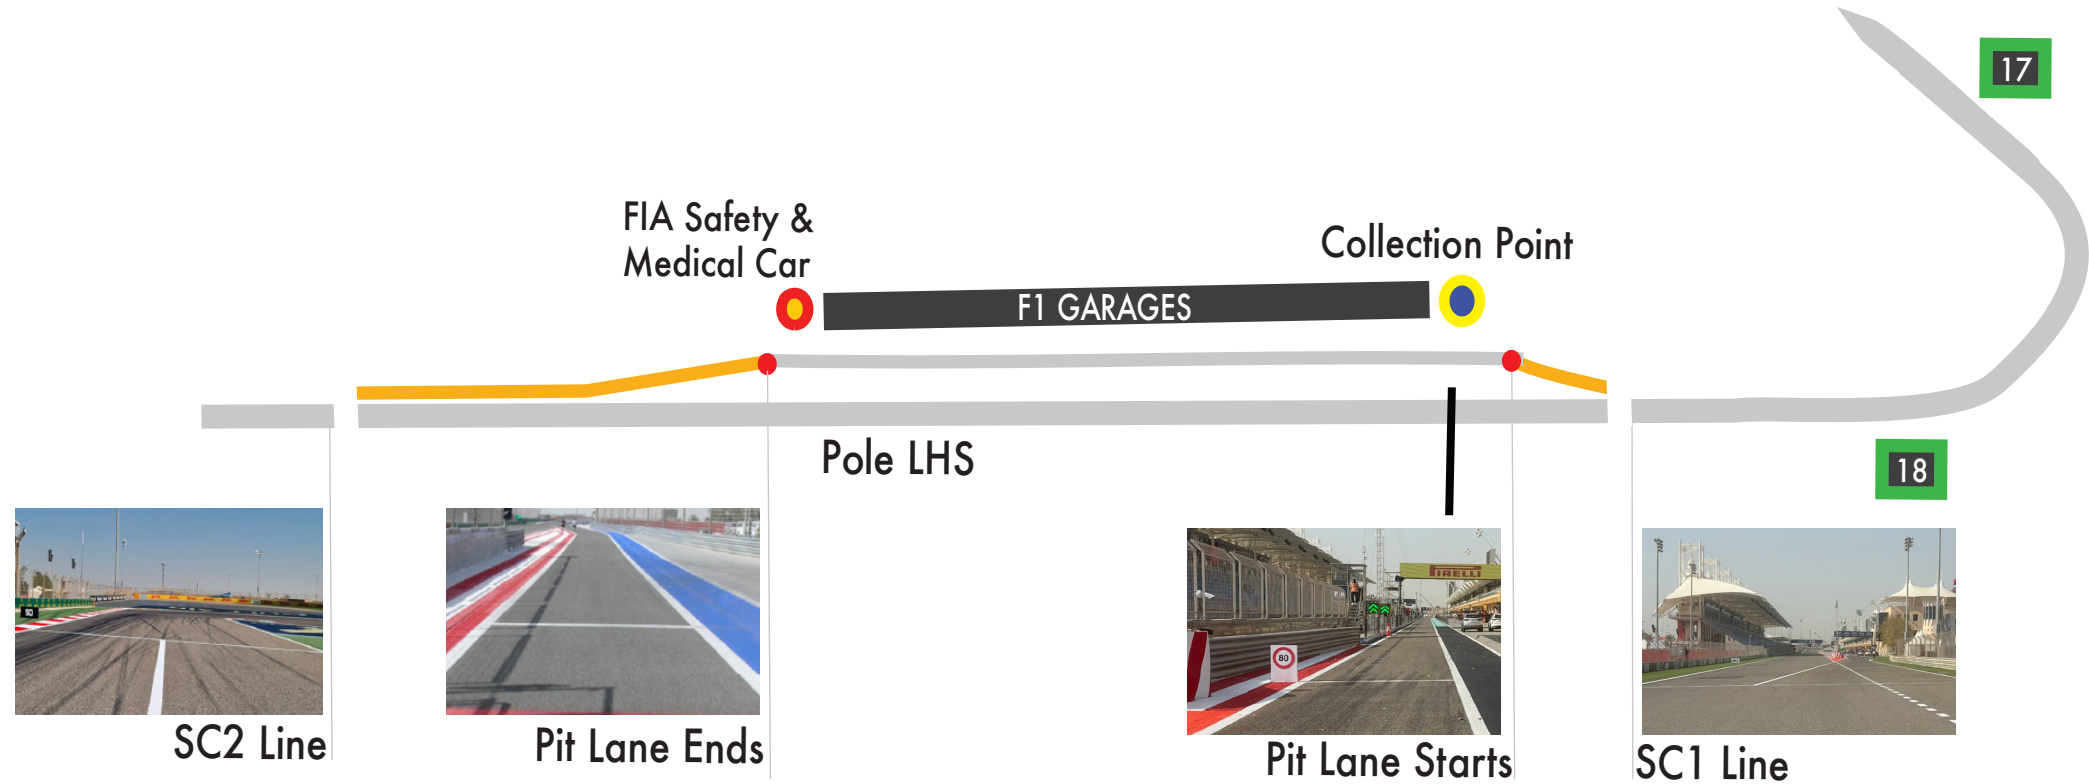 17
FIA Safety &
Medical Car
Collection Point
F1 GARAGES
Pole LHS
18
50
PIRELLI
80
SC2 Line
Pit Lane Ends
Pit Lane Starts
SC1 Line